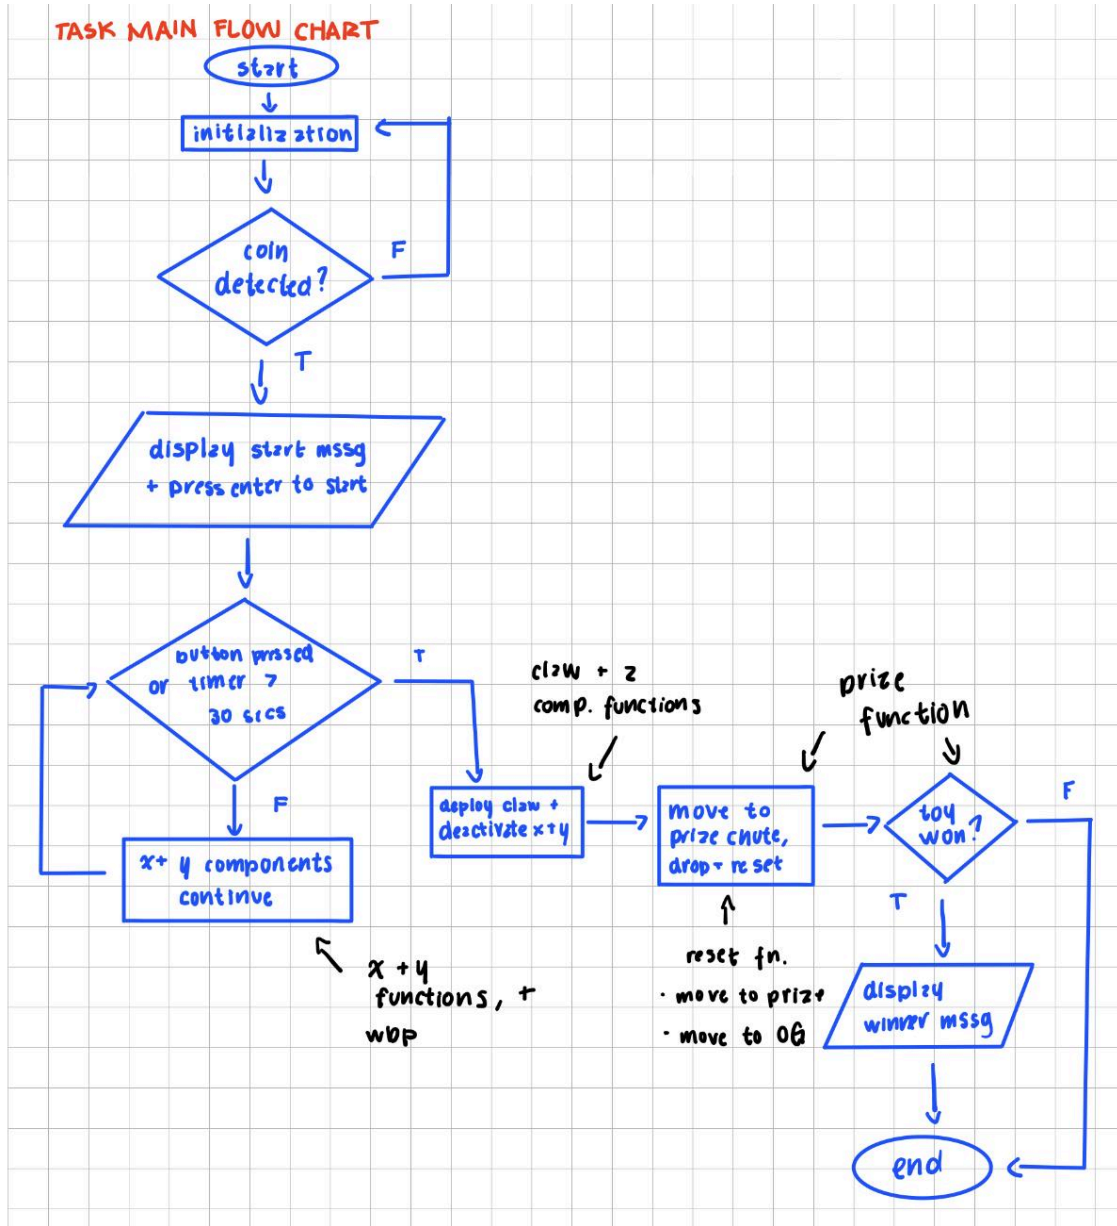 TASK MAIN FLOW CHART
start
initialization
coin
detected?
F
T
display start mssg
+ press enter to start
button pressed
or timer >
30 secs
T
F
x+ y components
continue
x + y
functions, +
wbp
claw + z
comp. functions
deploy claw +
deactivate x+y
prize
function
move to
prize chute,
drop + reset
reset fn.
· move to prize
· move to OG
toy
won?
F
T
display
winner mssg
end